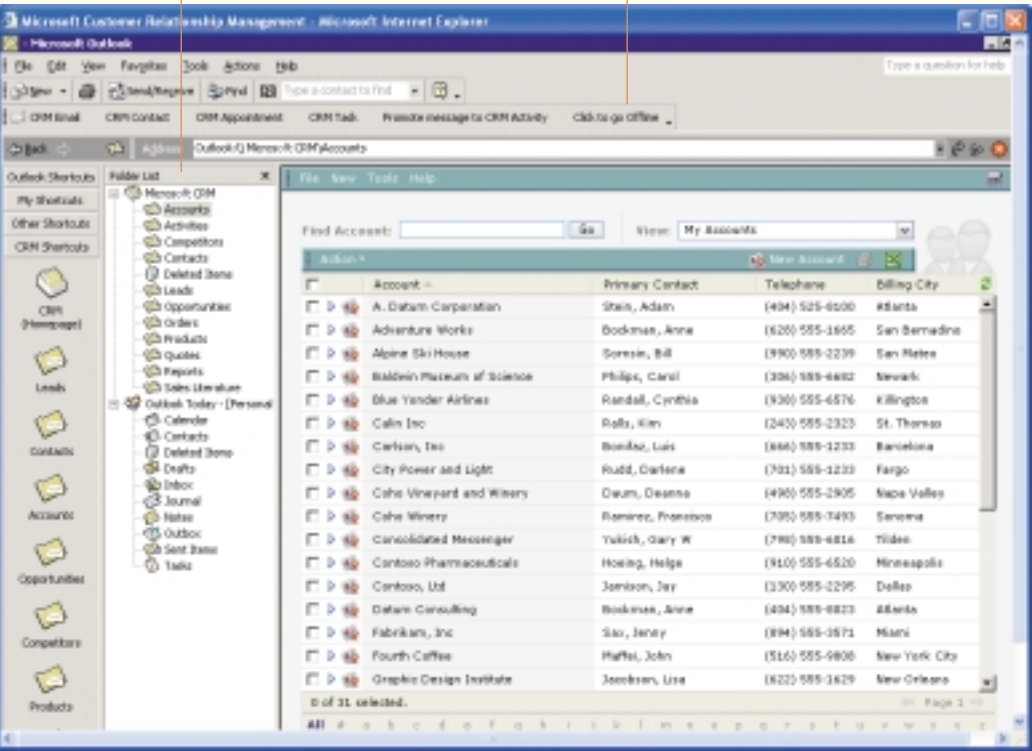 Microsoft Customer Relationship Management - Microsoft Internet Explorer
- Microsoft Outlook
File Edit View Favorites Tools Actions Help
Type a question for help
New Send/Receive Find Type a contact to find
CRM Email CRM Contact CRM Appointment CRM Task Promote message to CRM Activity Click to go Offline
Back Address Outlook:\\Microsoft CRM\Accounts Go
Outlook Shortcuts
My Shortcuts
Other Shortcuts
CRM Shortcuts
CRM
(Homepage)
Leads
Contacts
Accounts
Opportunities
Competitors
Products
Folder List
Microsoft CRM
Accounts
Activities
Competitors
Contacts
Deleted Items
Leads
Opportunities
Orders
Products
Quotes
Reports
Sales Literature
Outlook Today - [Personal
Calendar
Contacts
Deleted Items
Drafts
Inbox
Journal
Notes
Outbox
Sent Items
Tasks
File New Tools Help
Find Account: Go View: My Accounts
Action New Account
Account Primary Contact Telephone Billing City
A. Datum Corporation Stein, Adam Atlanta
Adventure Works Bockman, Anne (628) 555-1665 San Bernadino
Alpine Ski House Bill (990) 555-2239 San Mateo
Baldwin Museum of Science Philips, Carol Newark
Blue Yonder Airlines Randall, Cynthia (930) 555-6576 Killington
Calin Inc Ralls, Kim (243) 555-2323 St. Thomas
Carlson, Inc Bonifaz, Luis (666) 555-1233 Barcelona
City Power and Light Rudd, Darlene (701) 555-1233 Fargo
Coho Vineyard and Winery Daum, Deanna (498) 555-2905 Napa Valley
Coho Winery Ramirez, Francisco (705) 555-7493 Sonoma
Consolidated Messenger Yukish, Gary W (790) 555-6816 Tilden
Contoso Pharmaceuticals Hoeing, Helge (910) 555-6520 Minneapolis
Contoso, Ltd Jamison, Jay (130) 555-2295 Dallas
Datum Consulting Bockman, Anne (404) 555-8823 Atlanta
Fabrikam, Inc Sax, Jenny (894) 555-3571 Miami
Fourth Coffee Maffei, John (516) 555-9808 New York City
Graphic Design Institute Jacobson, Lisa (622) 555-1629 New Orleans
0 of 31 selected. Page 1
All # a b c d e f g h i j k l m n o p q r s t u v w x y z